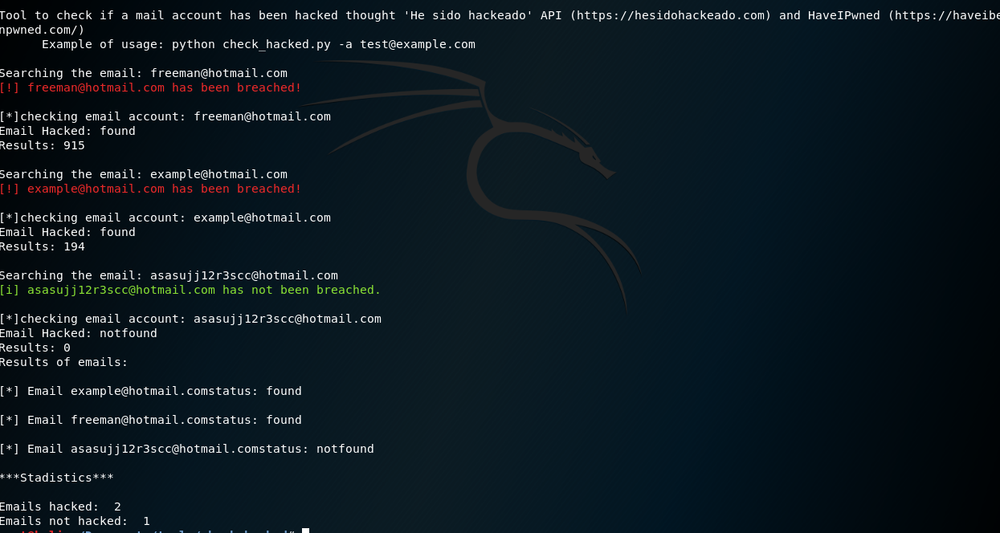 Tool to check if a mail account has been hacked thought 'He sido hackeado' API (https://hesidohackeado.com) and HaveIPwned (https://haveibe
npwned.com/)
Example of usage: python check_hacked.py -a test@example.com
Searching the email: freeman@hotmail.com
[!] freeman@hotmail.com has been breached!
[*]checking email account: freeman@hotmail.com
Email Hacked: found
Results: 915
Searching the email: example@hotmail.com
[!] example@hotmail.com has been breached!
[*]checking email account: example@hotmail.com
Email Hacked: found
Results: 194
Searching the email: asasujj12r3scc@hotmail.com
[i] asasujj12r3scc@hotmail.com has not been breached.
[*]checking email account: asasujj12r3scc@hotmail.com
Email Hacked: notfound
Results: 0
Results of emails:
[*] Email example@hotmail.comstatus: found
[*] Email freeman@hotmail.comstatus: found
[*] Email asasujj12r3scc@hotmail.comstatus: notfound
***Stadistics***
Emails hacked:  2
Emails not hacked:  1